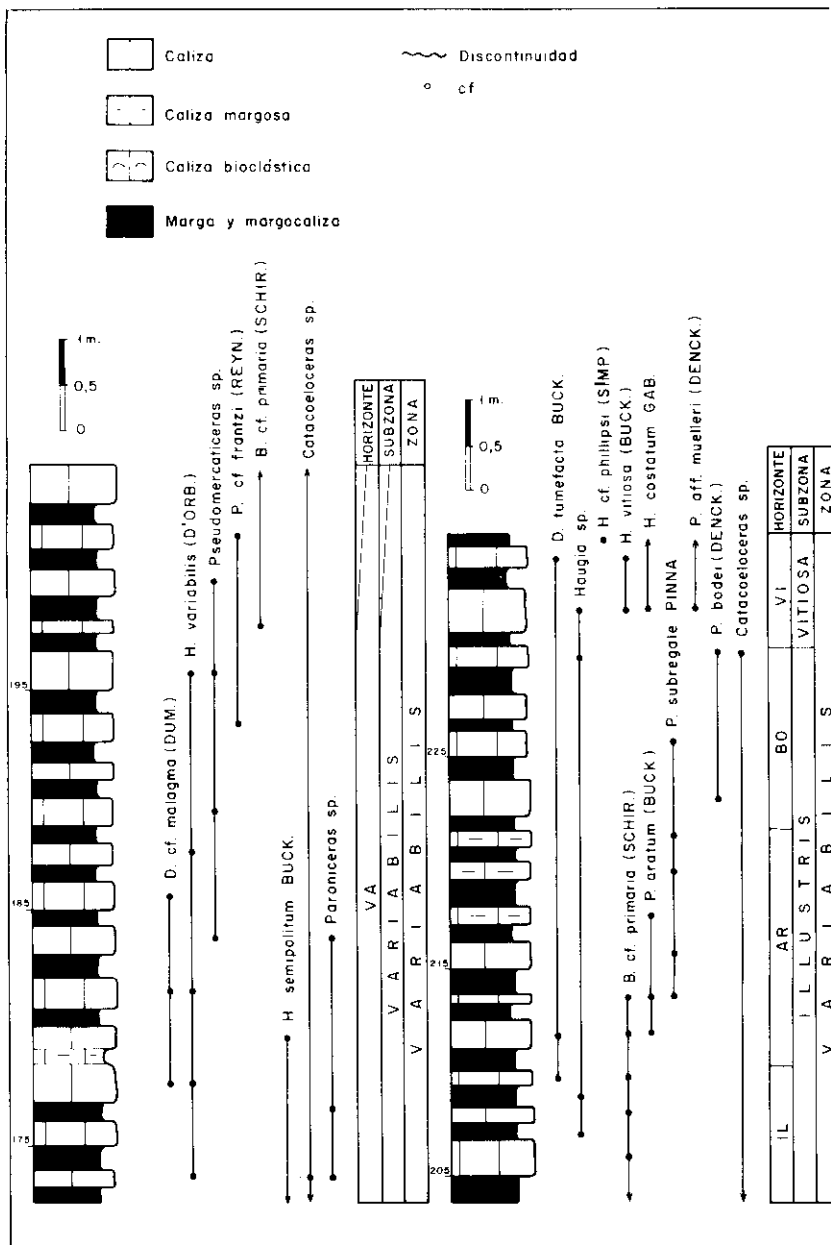 Caliza
Caliza margosa
Caliza bioclástica
Marga y margocaliza
Discontinuidad
cf
1 m.
0,5
0
D. cf. malagma (DUM.)
H. variabilis (D'ORB.)
Pseudomercaticeras sp.
P. cf frantzi (REYN.)
B. cf. primaria (SCHIR.)
Catacoeloceras sp.
H semipolitum BUCK.
Paroniceras sp.
HORIZONTE
SUBZONA
ZONA
VA
VARIABILIS
VARIABILIS
195
185
175
1 m.
0,5
0
D. tumefacta BUCK.
Haugia sp.
H cf. phillipsi (SIMP)
H. vitiosa (BUCK.)
H. costatum GAB.
P. aff. muelleri (DENCK.)
P. bodei (DENCK.)
Catacoeloceras sp.
P. subregale PINNA
B. cf. primaria (SCHIR.)
P. aratum (BUCK)
HORIZONTE
SUBZONA
ZONA
VI
VITIOSA
BO
AR
IL
ILLUSTRIS
VARIABILIS
225
215
205